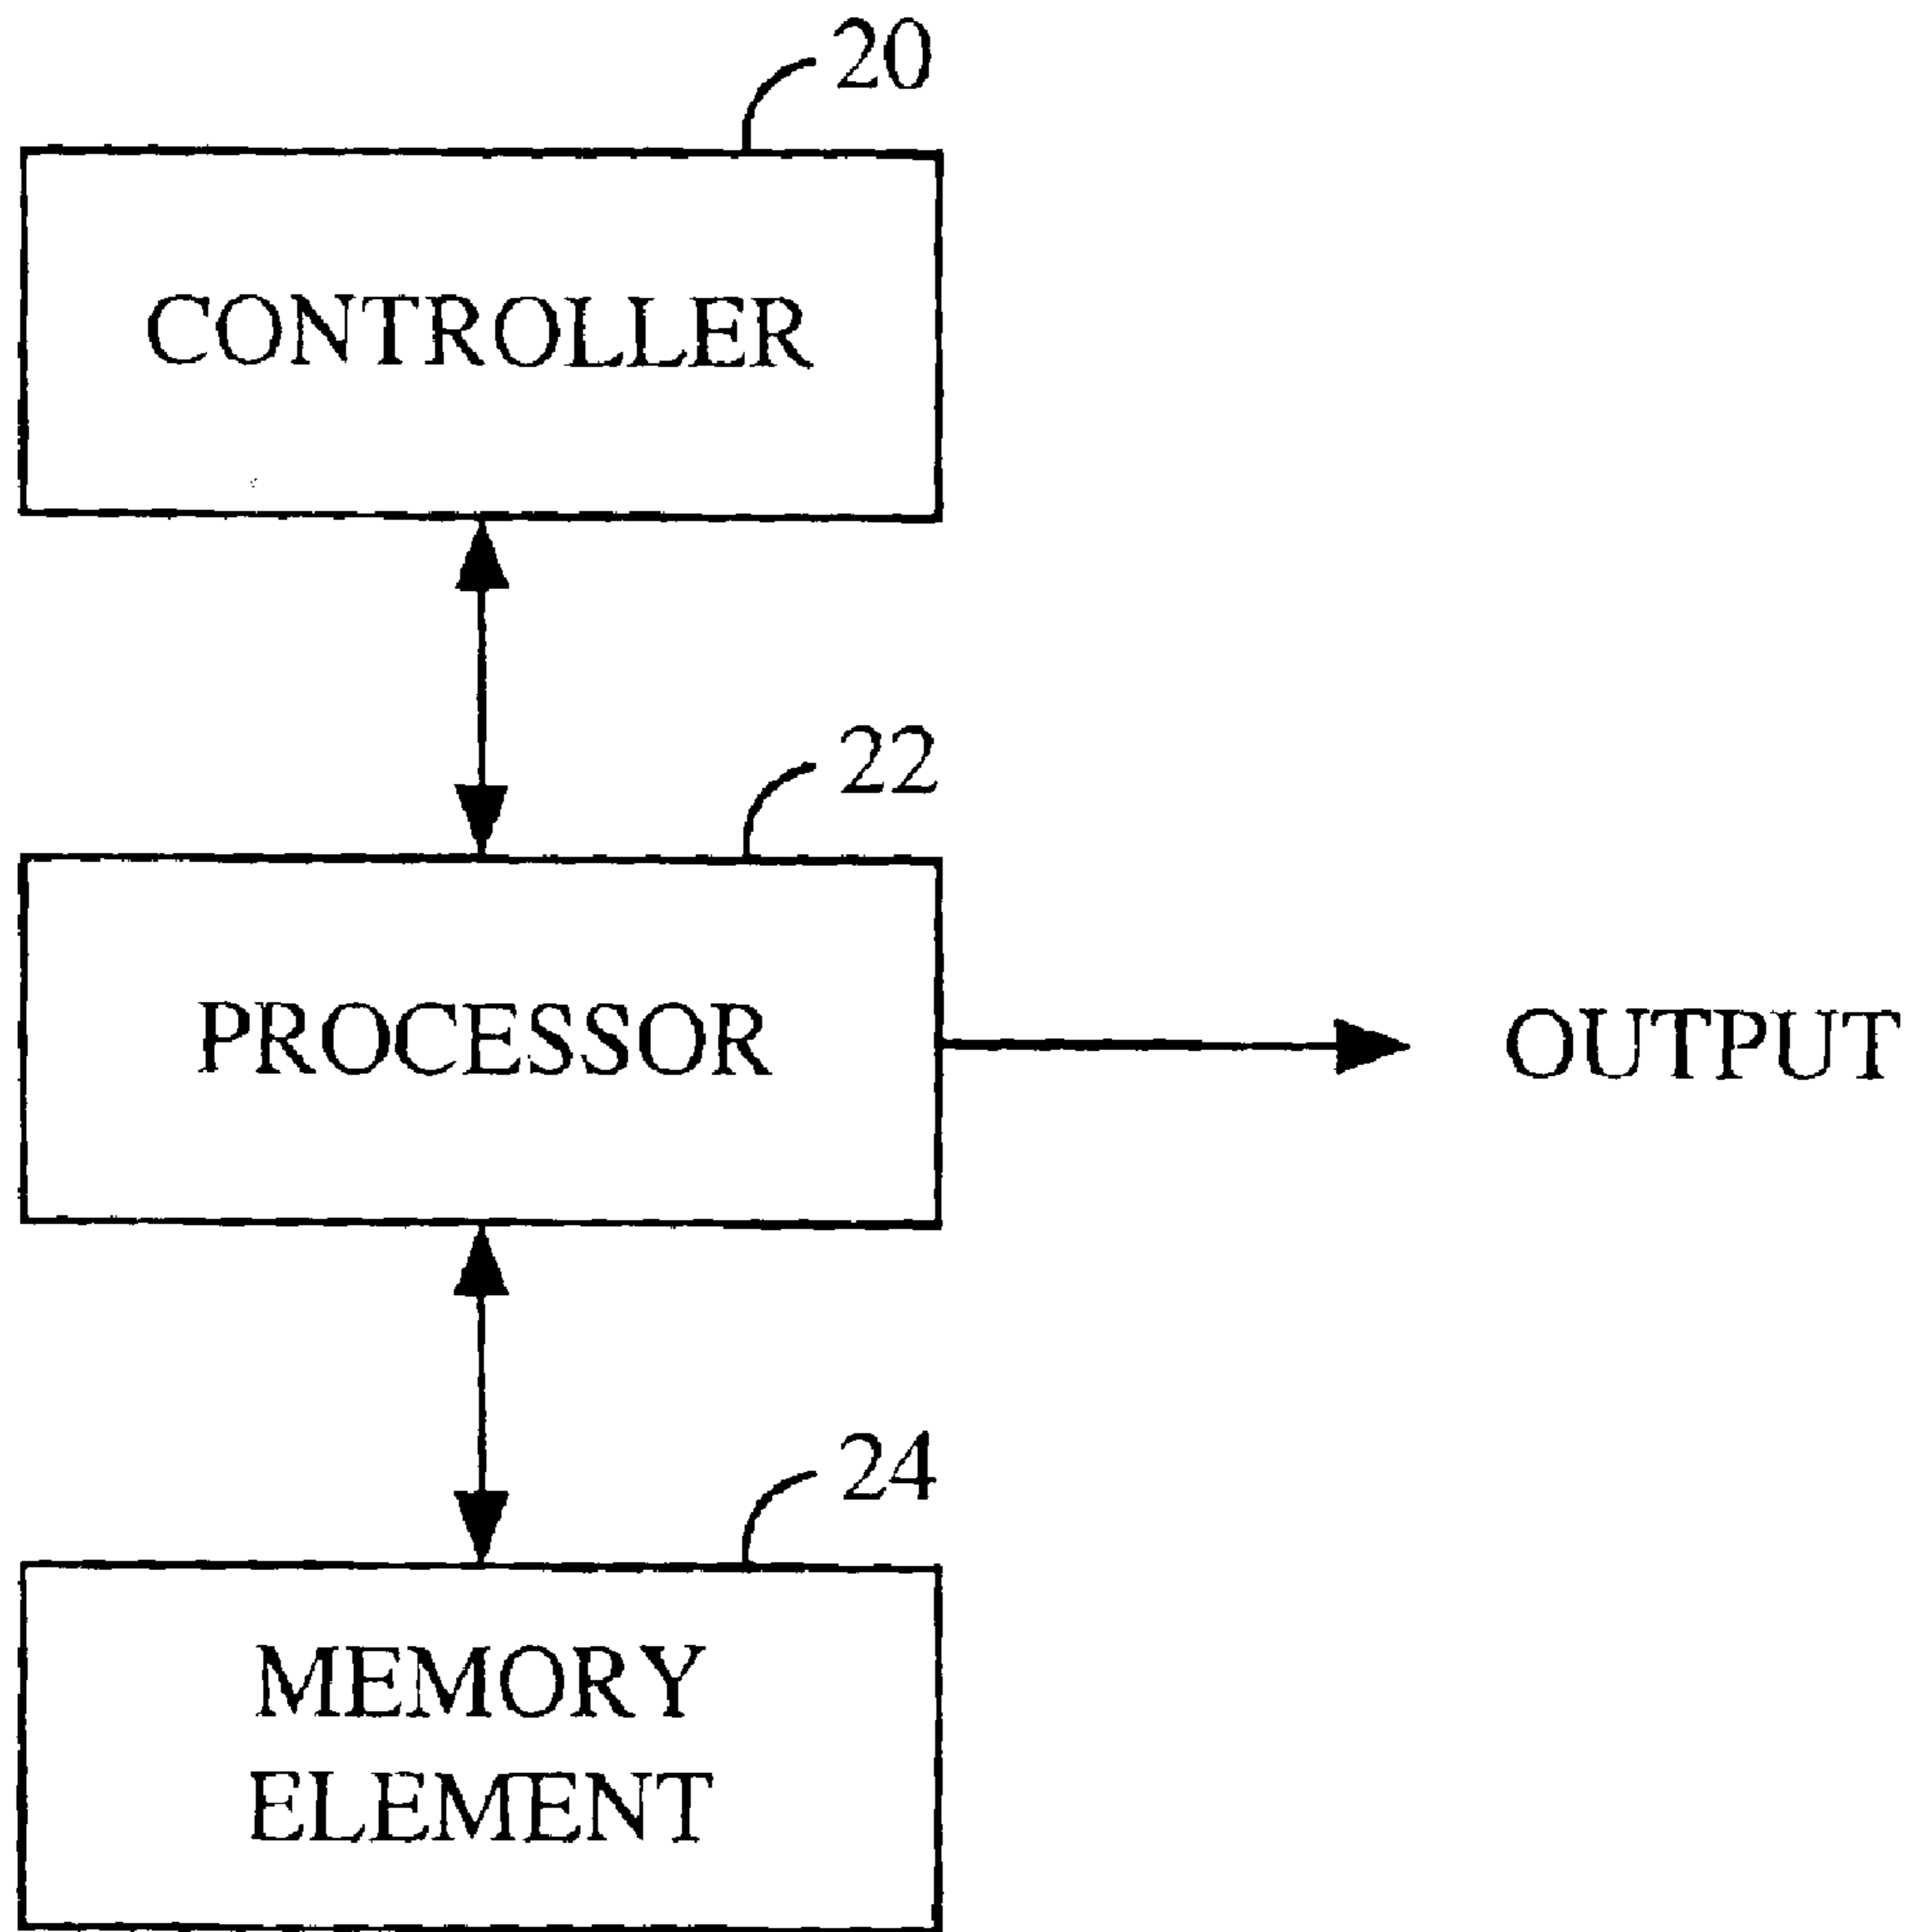 20
CONTROLLER
22
PROCESSOR
OUTPUT
24
MEMORY
ELEMENT